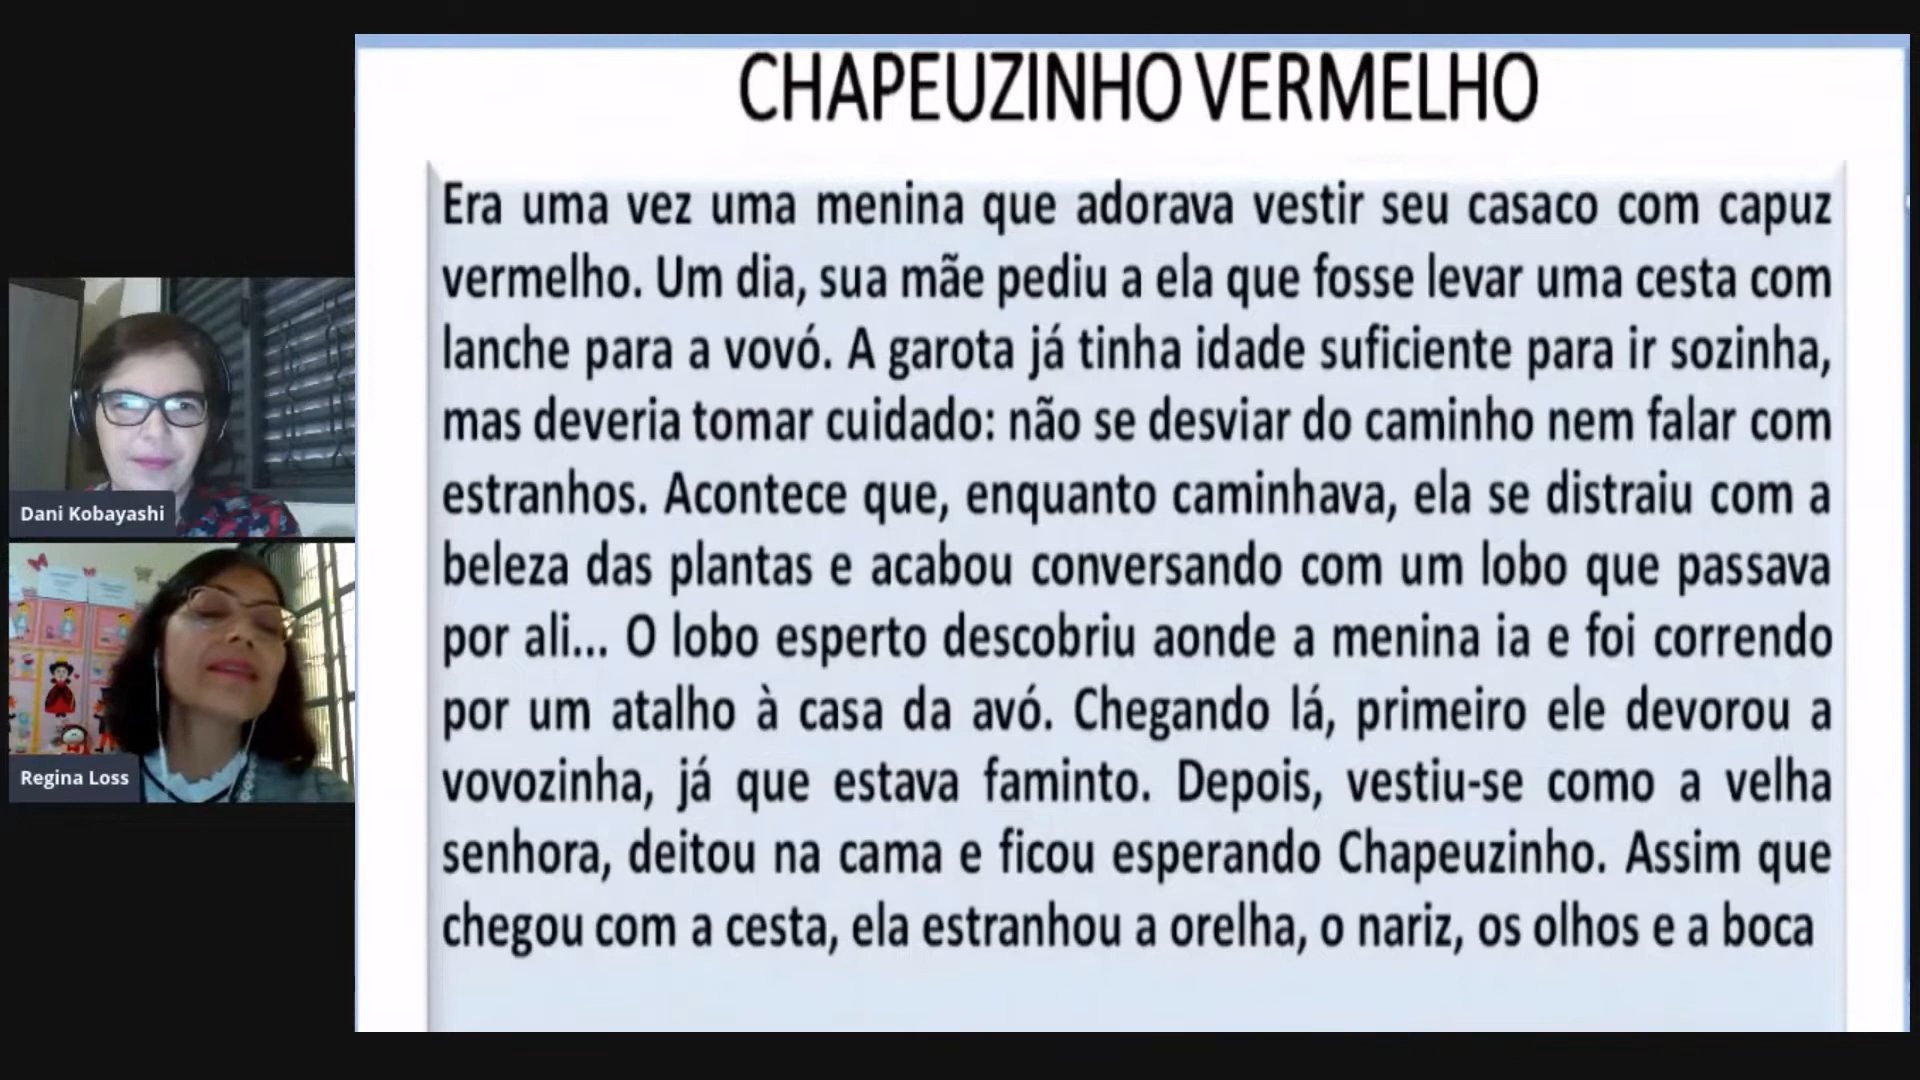 CHAPEUZINHO VERMELHO
Era uma vez uma menina que adorava vestir seu casaco com capuz
vermelho. Um dia, sua mãe pediu a ela que fosse levar uma cesta com
lanche para a vovó. A garota já tinha idade suficiente para ir sozinha,
mas deveria tomar cuidado: não se desviar do caminho nem falar com
estranhos. Acontece que, enquanto caminhava, ela se distraiu com a
beleza das plantas e acabou conversando com um lobo que passava
por ali... O lobo esperto descobriu aonde a menina ia e foi correndo
por um atalho à casa da avó. Chegando lá, primeiro ele devorou a
vovozinha, já que estava faminto. Depois, vestiu-se como a velha
senhora, deitou na cama e ficou esperando Chapeuzinho. Assim que
chegou com a cesta, ela estranhou a orelha, o nariz, os olhos e a boca
Dani Kobayashi
Regina Loss